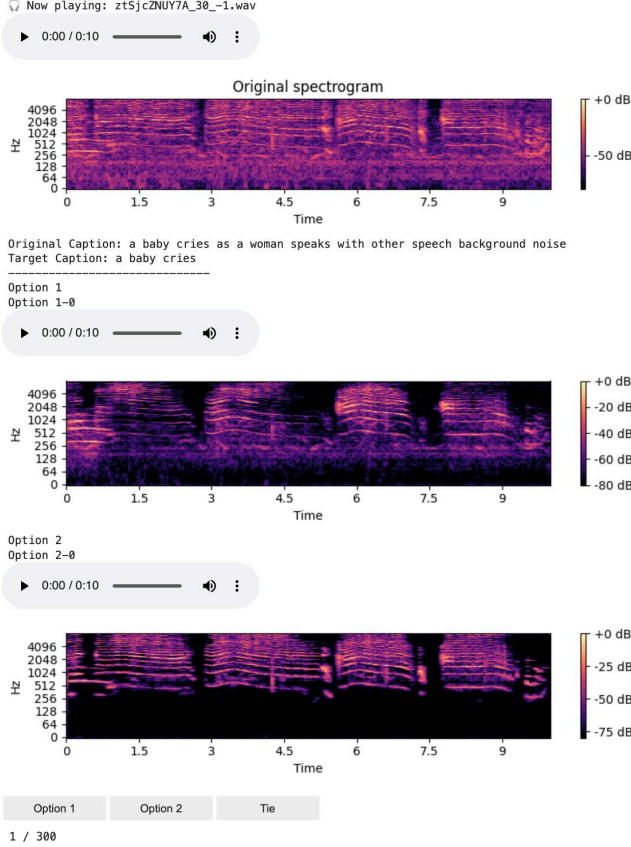 🎧 Now playing: ztSjcZNUY7A_30_-1.wav
0:00 / 0:10
Original spectrogram
4096
2048
1024
512
256
128
64
0
Hz
0 1.5 3 4.5 6 7.5 9
Time
+0 dB
-50 dB
Original Caption: a baby cries as a woman speaks with other speech background noise
Target Caption: a baby cries
------------------------------
Option 1
Option 1-0
0:00 / 0:10
4096
2048
1024
512
256
128
64
0
Hz
0 1.5 3 4.5 6 7.5 9
Time
+0 dB
-20 dB
-40 dB
-60 dB
-80 dB
Option 2
Option 2-0
0:00 / 0:10
4096
2048
1024
512
256
128
64
0
Hz
0 1.5 3 4.5 6 7.5 9
Time
+0 dB
-25 dB
-50 dB
-75 dB
Option 1 Option 2 Tie
1 / 300